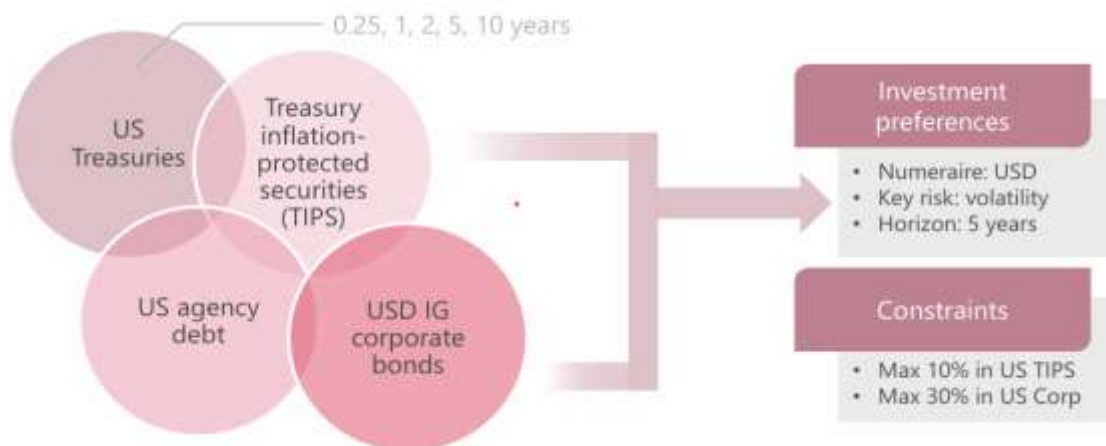 0.25, 1, 2, 5, 10 years
US
Treasuries
Treasury
inflation-
protected
securities
(TIPS)
US agency
debt
USD IG
corporate
bonds
Investment
preferences
• Numeraire: USD
• Key risk: volatility
• Horizon: 5 years
Constraints
• Max 10% in US TIPS
• Max 30% in US Corp